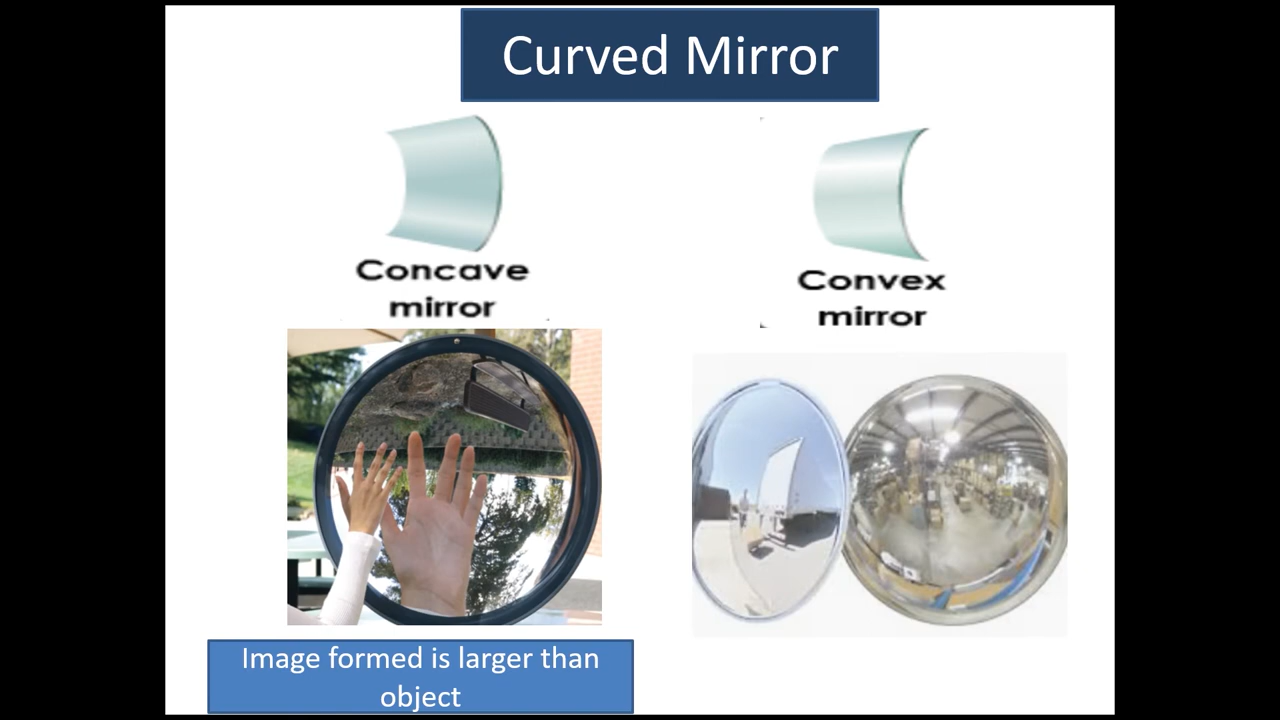 Curved Mirror
Concave
mirror
Convex
mirror
Image formed is larger than
object